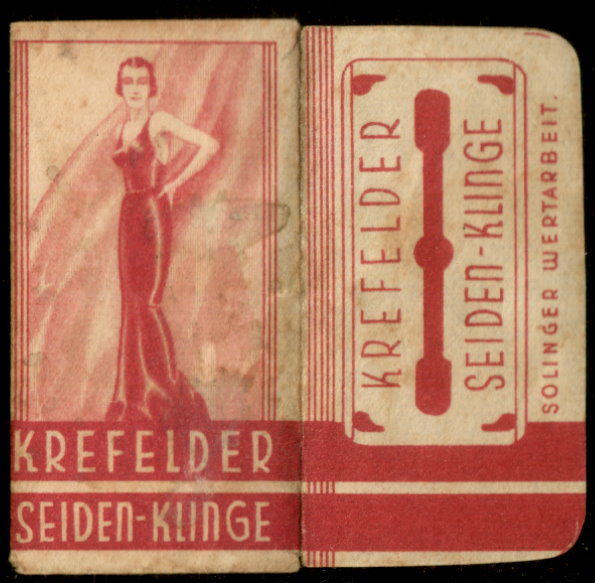 KREFELDER
SEIDEN-KLINGE
KREFELDER
SEIDEN-KLINGE
SOLINGER WERTARBEIT.